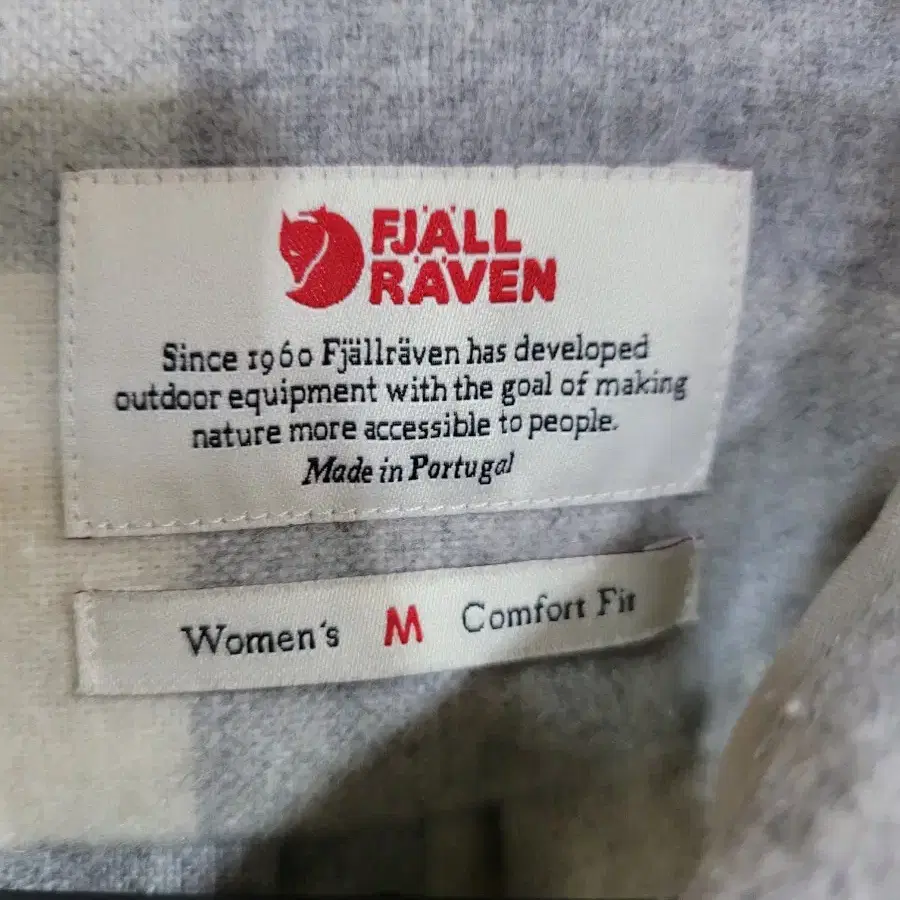 FJÄLL
RÄVEN
Since 1960 Fjällräven has developed
outdoor equipment with the goal of making
nature more accessible to people.
Made in Portugal
Women's M Comfort Fit